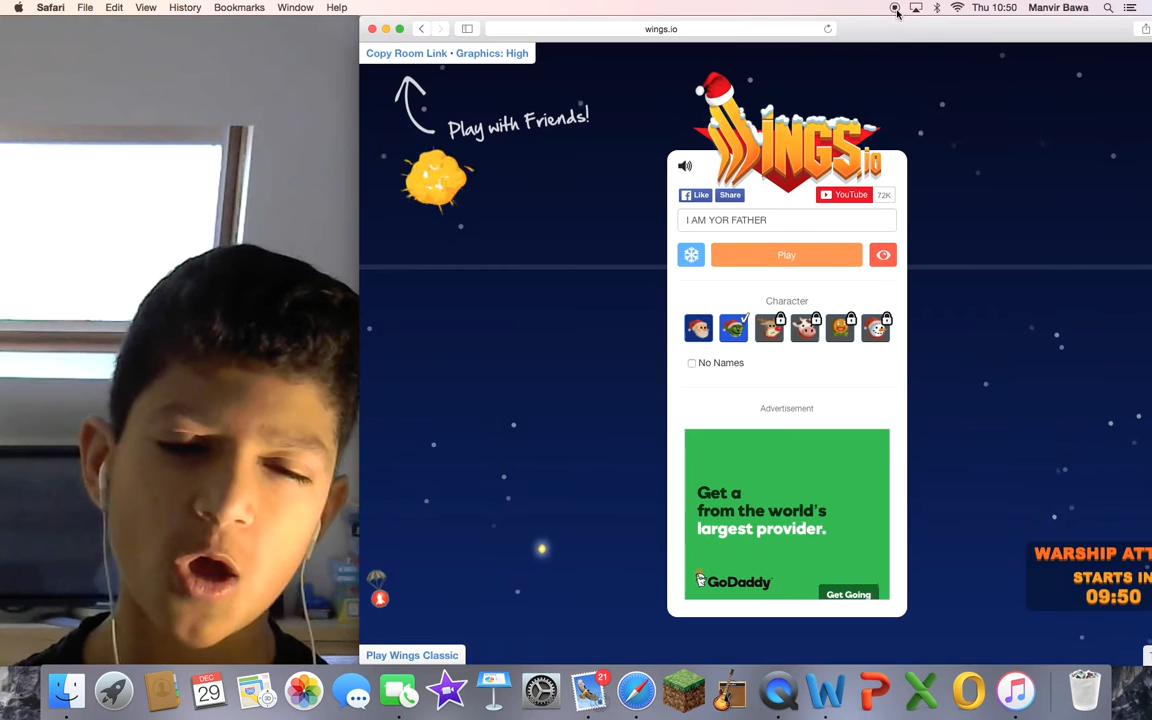 Safari File Edit View History Bookmarks Window Help Thu 10:50 Manvir Bawa
wings.io
Copy Room Link • Graphics: High
Play with Friends!
WINGS.io
Like Share YouTube 72K
I AM YOR FATHER
Play
Character
No Names
Advertisement
Get a
from the world's
largest provider.
GoDaddy
Get Going
WARSHIP ATT
STARTS IN
09:50
Play Wings Classic
DEC
29
21